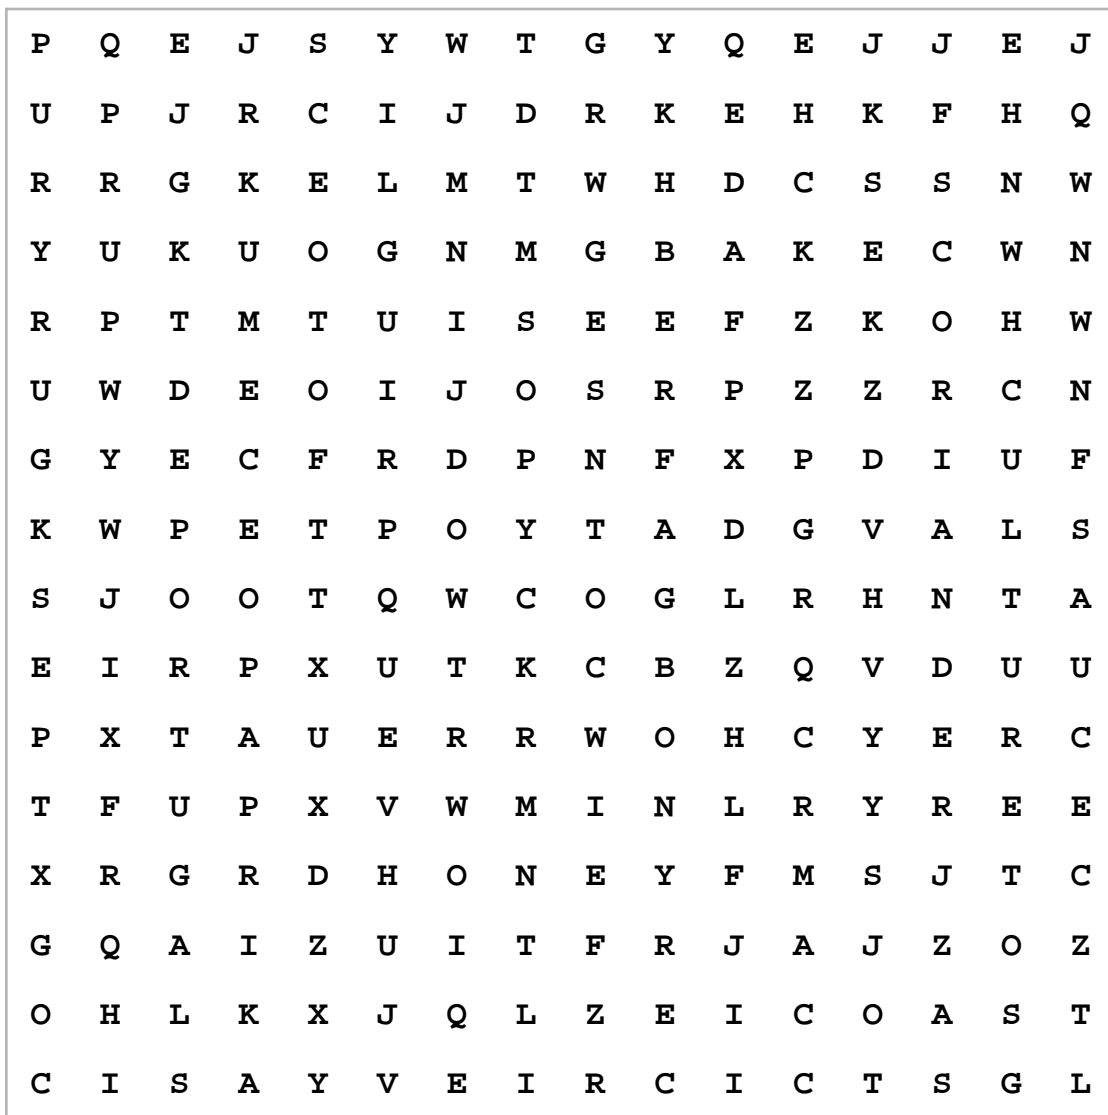 P Q E J S Y W T G Y Q E J J E J
U P J R C I J D R K E H K F H Q
R R G K E L M T W H D C S S N W
Y U K U O G N M G B A K E C W N
R P T M T U I S E E F Z K O H W
U W D E O I J O S R P Z Z R C N
G Y E C F R D P N F X P D I U F
K W P E T P O Y T A D G V A L S
S J O O T Q W C O G L R H N T A
E I R P X U T K C B Z Q V D U U
P X T A U E R R W O H C Y E R C
T F U P X V W M I N L R Y R E E
X R G R D H O N E Y F M S J T C
G Q A I Z U I T F R J A J Z O Z
O H L K X J Q L Z E I C O A S T
C I S A Y V E I R C I C T S G L